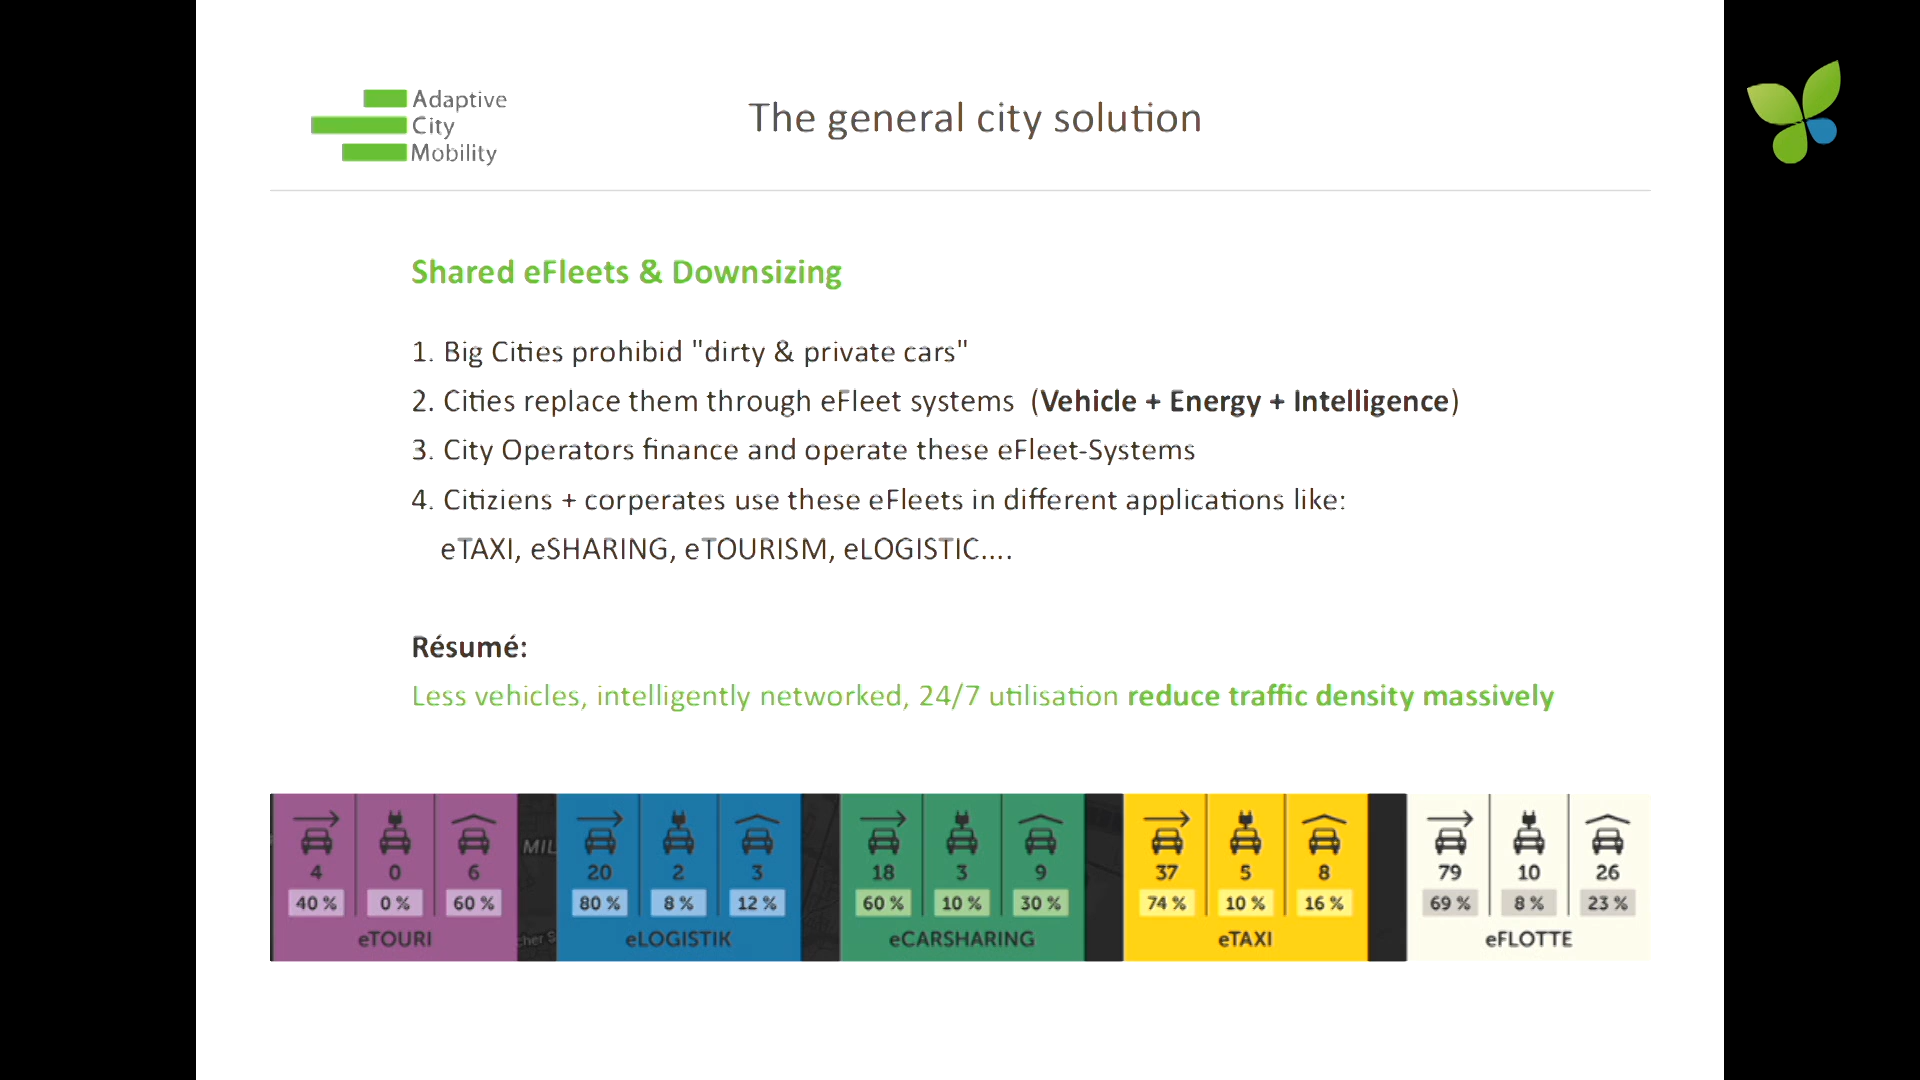 Adaptive
City
Mobility
The general city solution
Shared eFleets & Downsizing
1. Big Cities prohibid "dirty & private cars"
2. Cities replace them through eFleet systems (Vehicle + Energy + Intelligence)
3. City Operators finance and operate these eFleet-Systems
4. Citiziens + corperates use these eFleets in different applications like:
eTAXI, eSHARING, eTOURISM, eLOGISTIC....
Résumé:
Less vehicles, intelligently networked, 24/7 utilisation reduce traffic density massively
4 0 6
40 % 0 % 60 %
eTOURI
MIL
cher S
20 2 3
80 % 8 % 12 %
eLOGISTIK
18 3 9
60 % 10 % 30 %
eCARSHARING
37 5 8
74 % 10 % 16 %
eTAXI
79 10 26
69 % 8 % 23 %
eFLOTTE